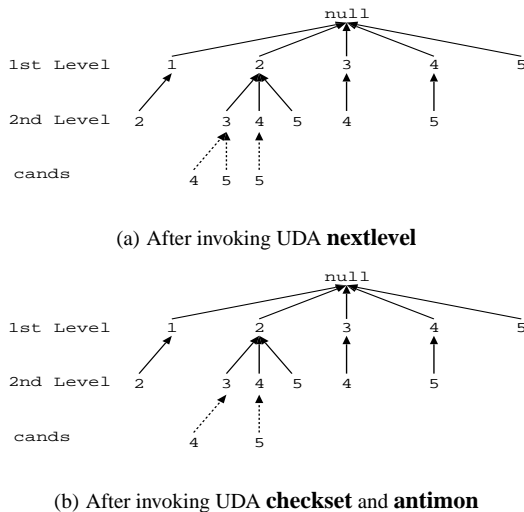 null
1st Level 1 2 3 4 5
2nd Level 2 3 4 5 4 5
cands 4 5 5
(a) After invoking UDA nextlevel
null
1st Level 1 2 3 4 5
2nd Level 2 3 4 5 4 5
cands 4 5
(b) After invoking UDA checkset and antimon